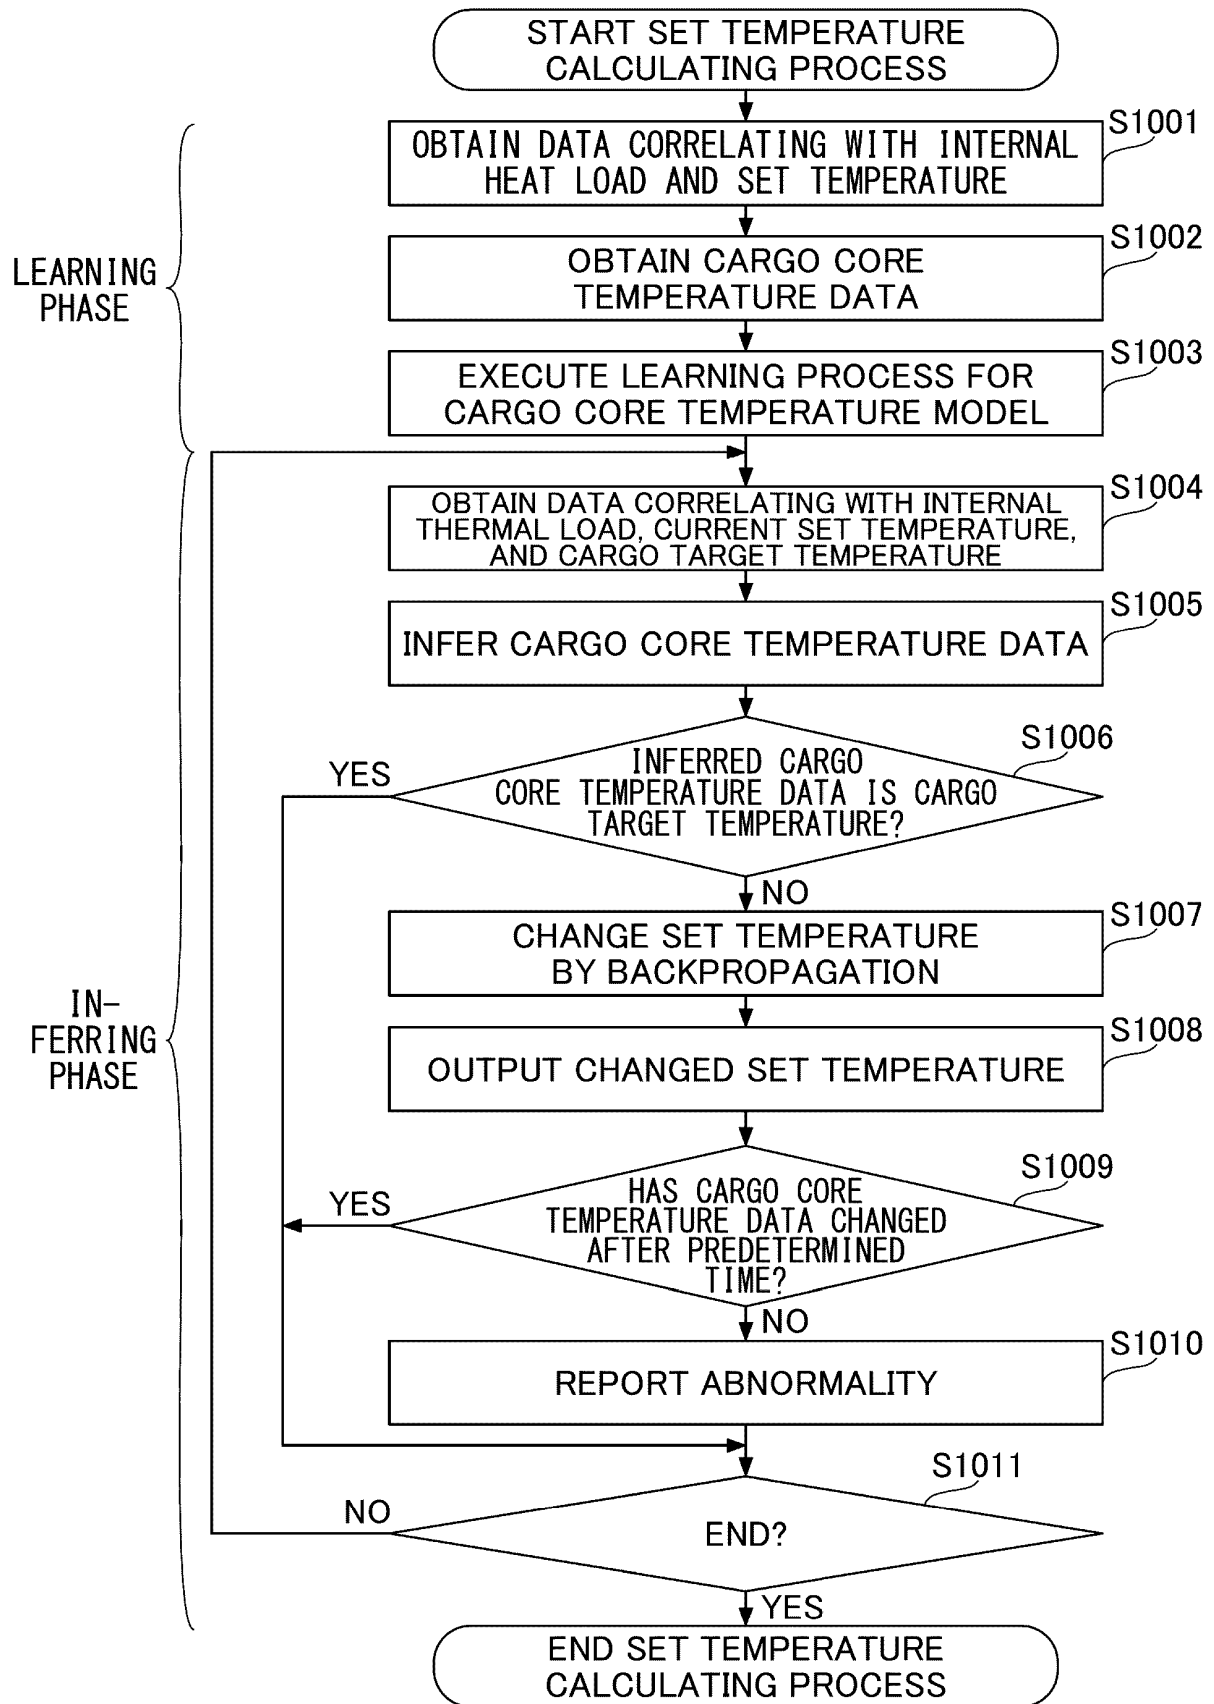 START SET TEMPERATURE
CALCULATING PROCESS
S1001
OBTAIN DATA CORRELATING WITH INTERNAL
HEAT LOAD AND SET TEMPERATURE
S1002
OBTAIN CARGO CORE
TEMPERATURE DATA
LEARNING
PHASE
S1003
EXECUTE LEARNING PROCESS FOR
CARGO CORE TEMPERATURE MODEL
S1004
OBTAIN DATA CORRELATING WITH INTERNAL
THERMAL LOAD, CURRENT SET TEMPERATURE,
AND CARGO TARGET TEMPERATURE
S1005
INFER CARGO CORE TEMPERATURE DATA
S1006
INFERRED CARGO
CORE TEMPERATURE DATA IS CARGO
TARGET TEMPERATURE?
YES
NO
S1007
CHANGE SET TEMPERATURE
BY BACKPROPAGATION
IN-
FERRING
PHASE
S1008
OUTPUT CHANGED SET TEMPERATURE
S1009
HAS CARGO CORE
TEMPERATURE DATA CHANGED
AFTER PREDETERMINED
TIME?
YES
NO
S1010
REPORT ABNORMALITY
S1011
END?
NO
YES
END SET TEMPERATURE
CALCULATING PROCESS